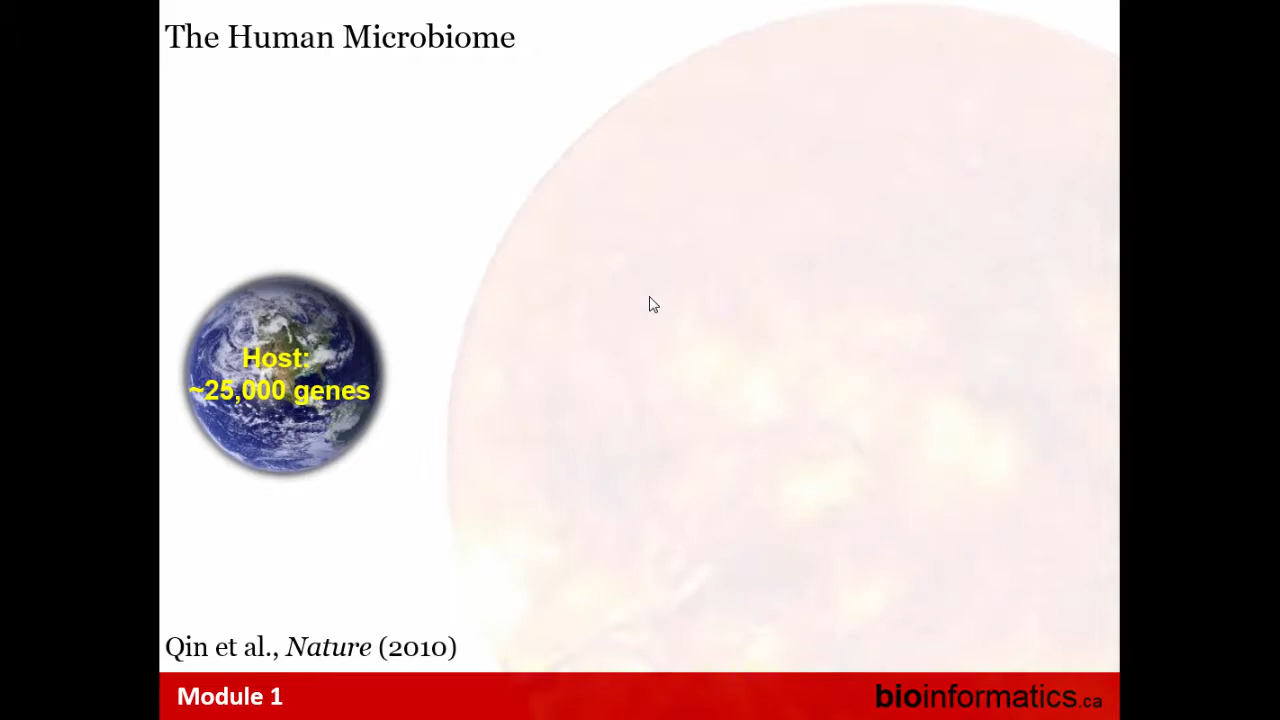 The Human Microbiome
Host:
~25,000 genes
Qin et al., Nature (2010)
Module 1
bioinformatics.ca